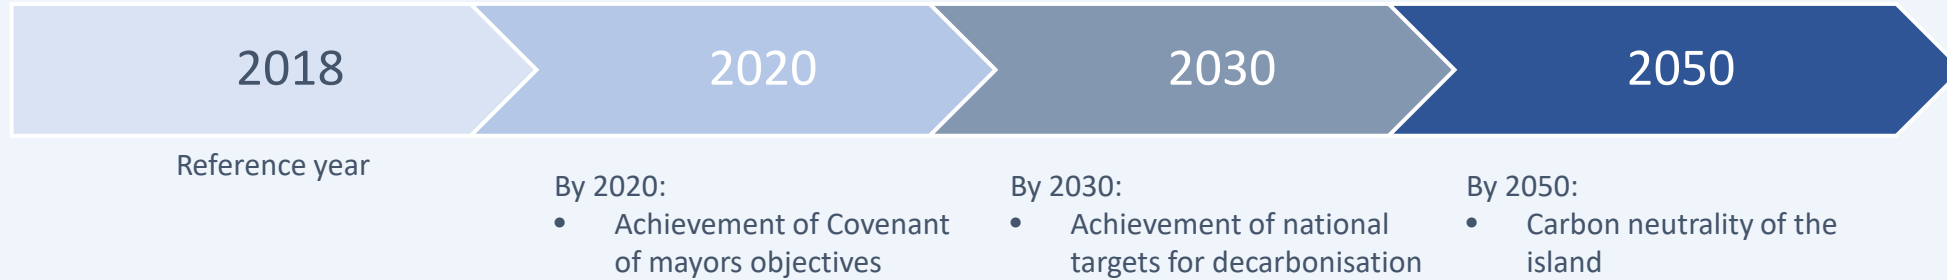 2018
2020
2030
2050
Reference year
By 2020:
• Achievement of Covenant
of mayors objectives
By 2030:
• Achievement of national
targets for decarbonisation
By 2050:
• Carbon neutrality of the
island